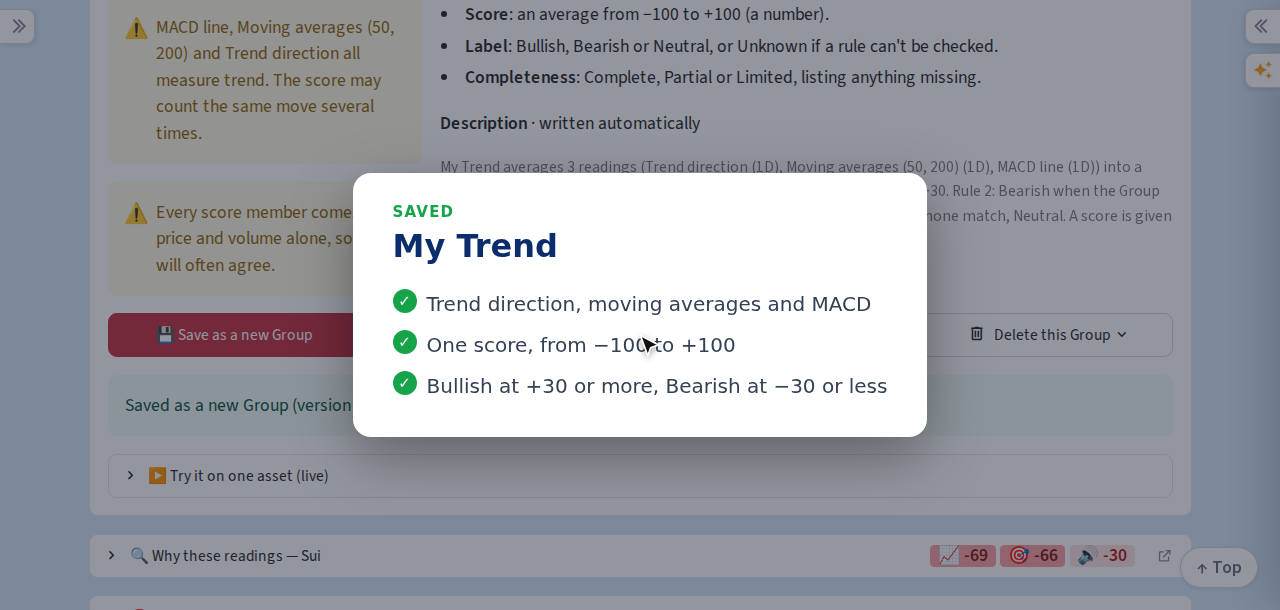 MACD line, Moving averages (50,
200) and Trend direction all
measure trend. The score may
count the same move several
times.
Every score member come
price and volume alone, so
will often agree.
Score: an average from −100 to +100 (a number).
Label: Bullish, Bearish or Neutral, or Unknown if a rule can't be checked.
Completeness: Complete, Partial or Limited, listing anything missing.
Description · written automatically
My Trend averages 3 readings (Trend direction (1D), Moving averages (50, 200) (1D), MACD line (1D)) into a
-30. Rule 2: Bearish when the Group
none match, Neutral. A score is given
SAVED
My Trend
Trend direction, moving averages and MACD
One score, from −100 to +100
Bullish at +30 or more, Bearish at −30 or less
Save as a new Group
Delete this Group
Saved as a new Group (version
Try it on one asset (live)
Why these readings — Sui
-69
-66
-30
Top